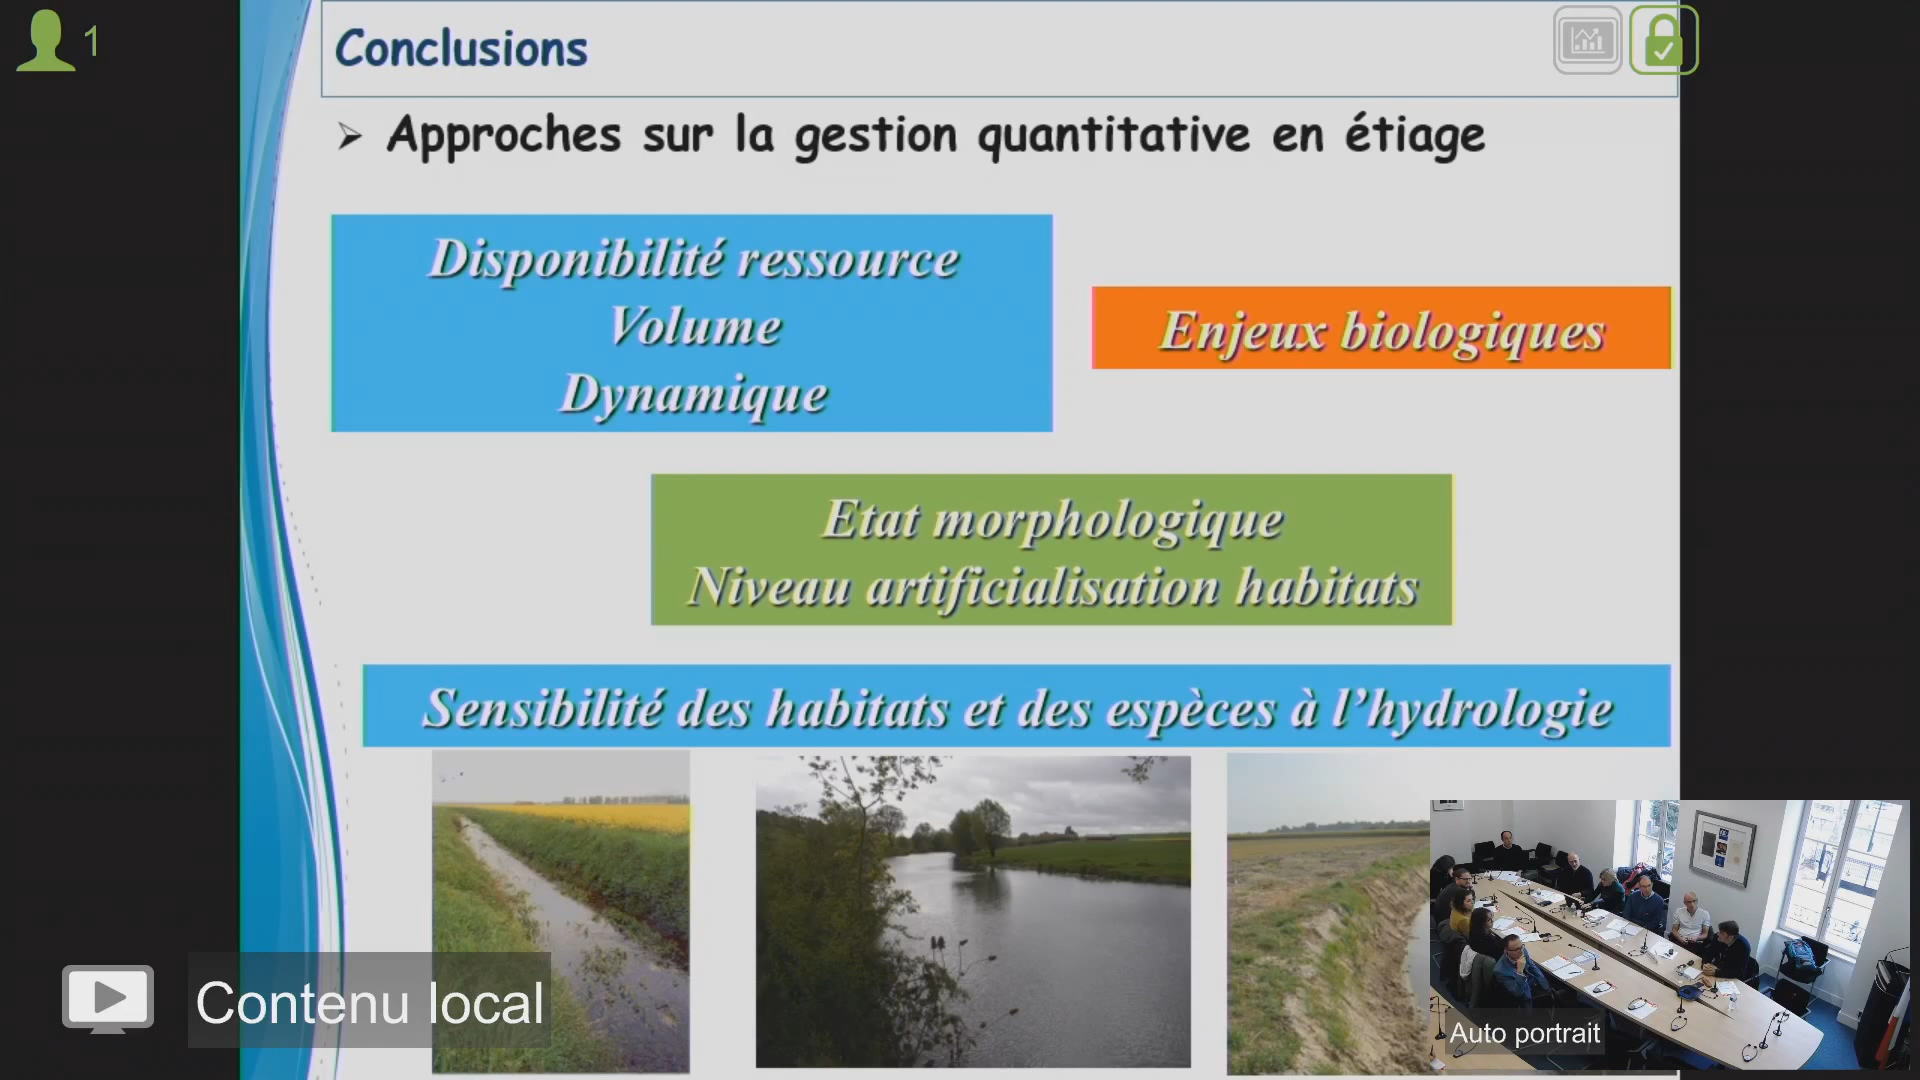 1
Conclusions
➢ Approches sur la gestion quantitative en étiage
Disponibilité ressource
Volume
Dynamique
Enjeux biologiques
Etat morphologique
Niveau artificialisation habitats
Sensibilité des habitats et des espèces à l’hydrologie
Contenu local
Auto portrait